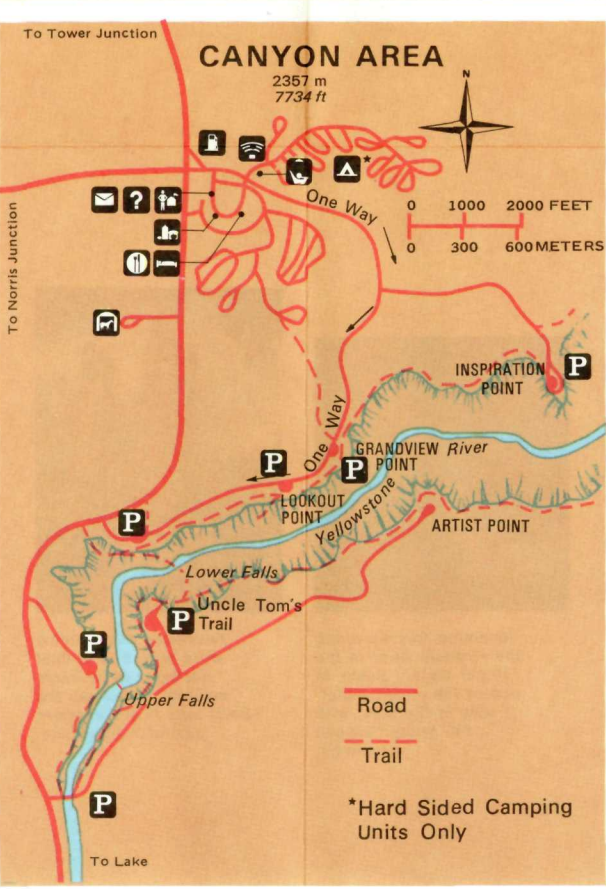 To Tower Junction
CANYON AREA
2357 m
7734 ft
N
*
?
One Way
0 1000 2000 FEET
0 300 600 METERS
To Norris Junction
INSPIRATION
POINT
P
One Way
GRANDVIEW
POINT
P
River
P
LOOKOUT
POINT
Yellowstone
ARTIST POINT
P
Lower Falls
Uncle Tom's
Trail
P
P
Upper Falls
Road
Trail
P
*Hard Sided Camping
Units Only
To Lake